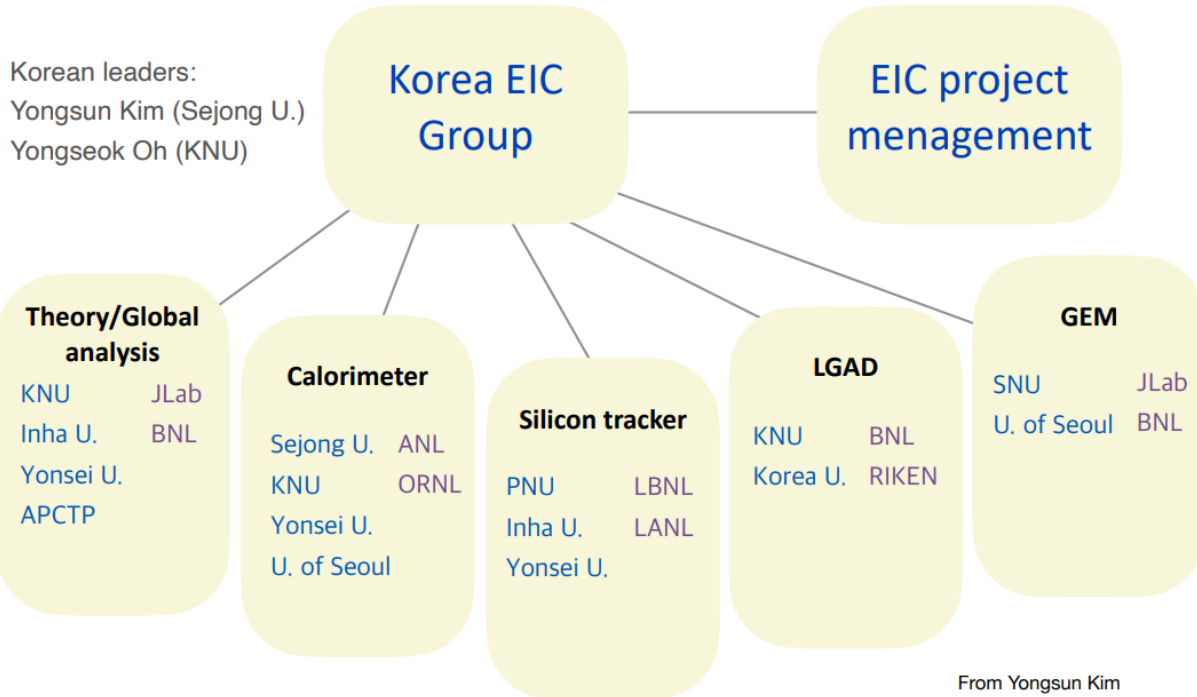 Korean leaders:
Yongsun Kim (Sejong U.)
Yongseok Oh (KNU)
Korea EIC
Group
EIC project
menagement
Theory/Global
analysis
KNU JLab
Inha U. BNL
Yonsei U.
APCTP
Calorimeter
Sejong U. ANL
KNU ORNL
Yonsei U.
U. of Seoul
Silicon tracker
PNU LBNL
Inha U. LANL
Yonsei U.
LGAD
KNU BNL
Korea U. RIKEN
GEM
SNU JLab
U. of Seoul BNL
From Yongsun Kim